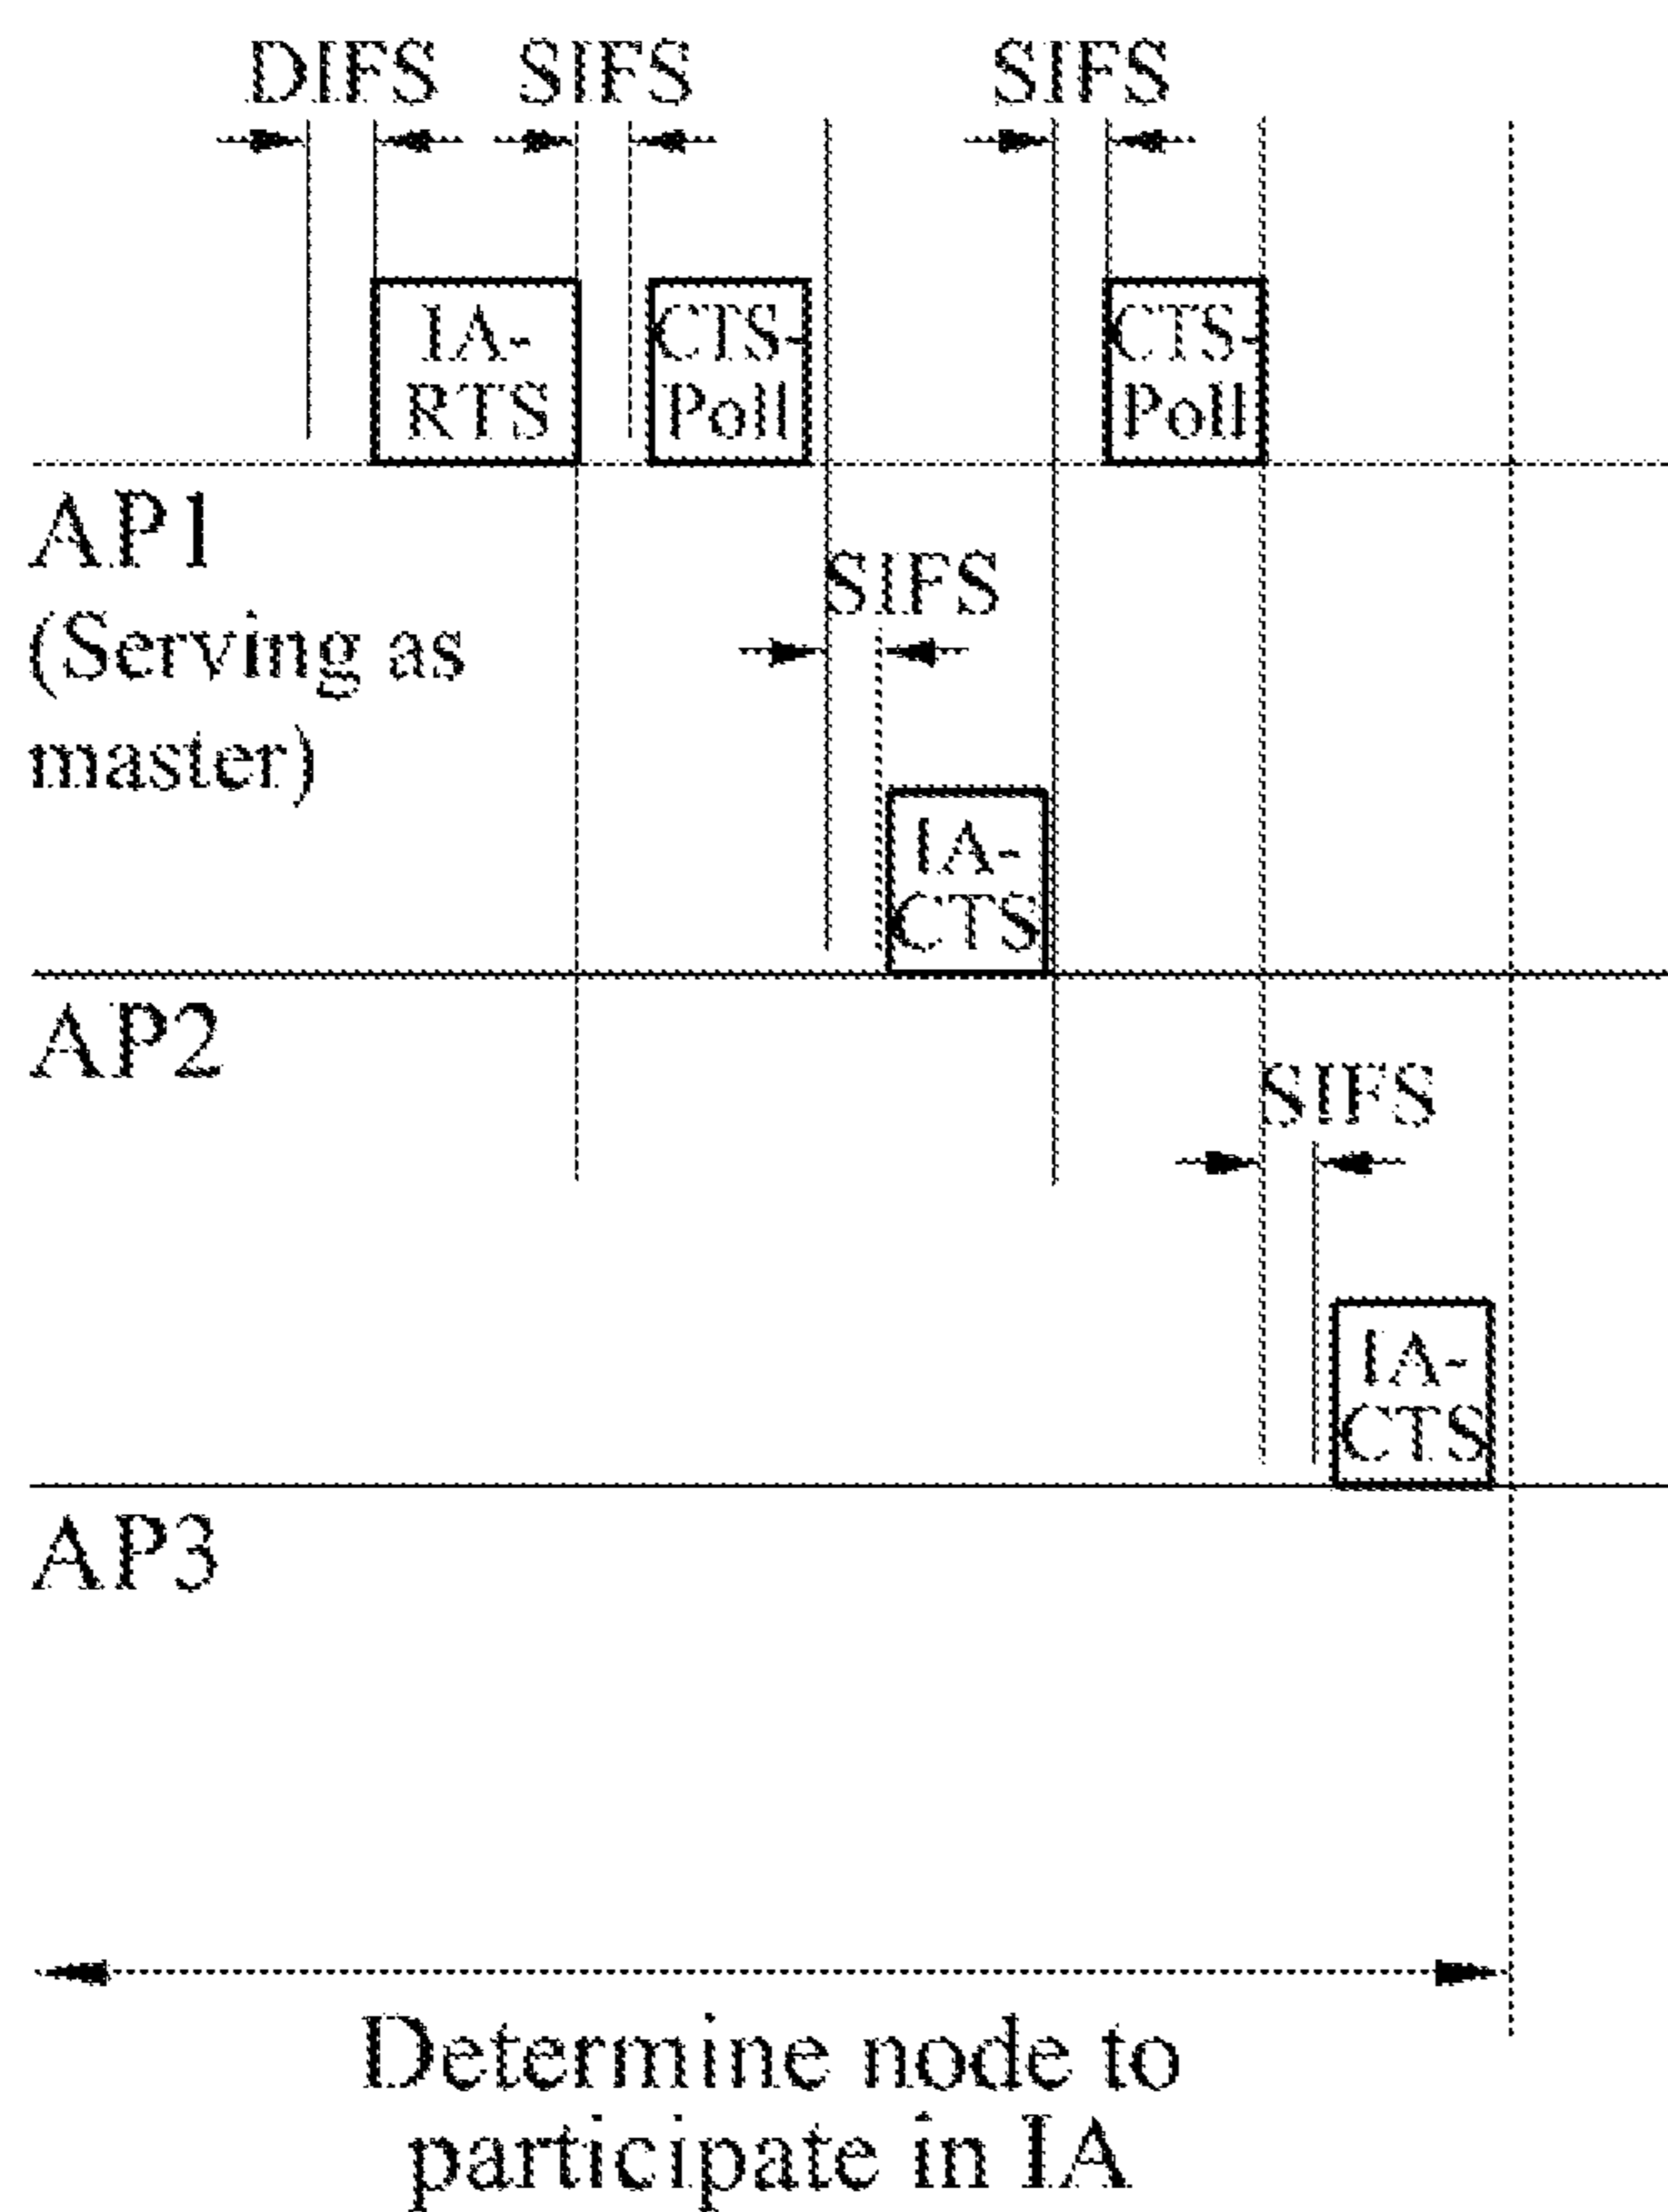 DIFS SIFS SIFS
IA-
RTS
CTS-
Poll
CTS-
Poll
AP1
(Serving as
master)
SIFS
IA-
CTS
AP2
SIFS
IA-
CTS
AP3
Determine node to
participate in IA